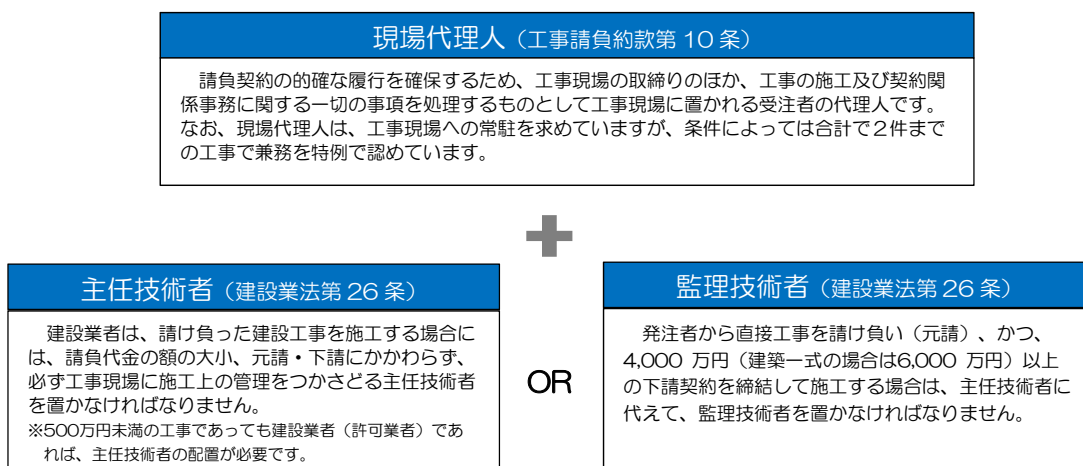 現場代理人(工事請負約款第 10 条)
請負契約的確な履行を確保するため、工事現場の取締りのほか、工事の施工及び契約関
係事務に関する一切の事項を処理するものとして工事現場に置かれる受注者の代理人です。
なお、現場代理人は、工事現場への常駐を求めていますが、条件によっては合計で2件まで
の工事で兼務を特例で認めています。
主任技術者(建設業法第 26 条)
建設業者は、請け負った建設工事を施工する場合に
は、請負代金の額の大小、元請・下請にかかわらず、
必ず工事現場に施工上の管理をつかさどる主任技術者
を置かなければなりません。
※500万円未満の工事であっても建設業者(許可業者)であ
れば、主任技術者の配置が必要です。
OR
監理技術者(建設業法第 26 条)
発注者から直接工事を請け負い(元請)、かつ、
4,000 万円(建築一式の場合は6,000 万円)以上
の下請契約を締結して施工する場合は、主任技術者に
代えて、監理技術者を置かなければなりません。